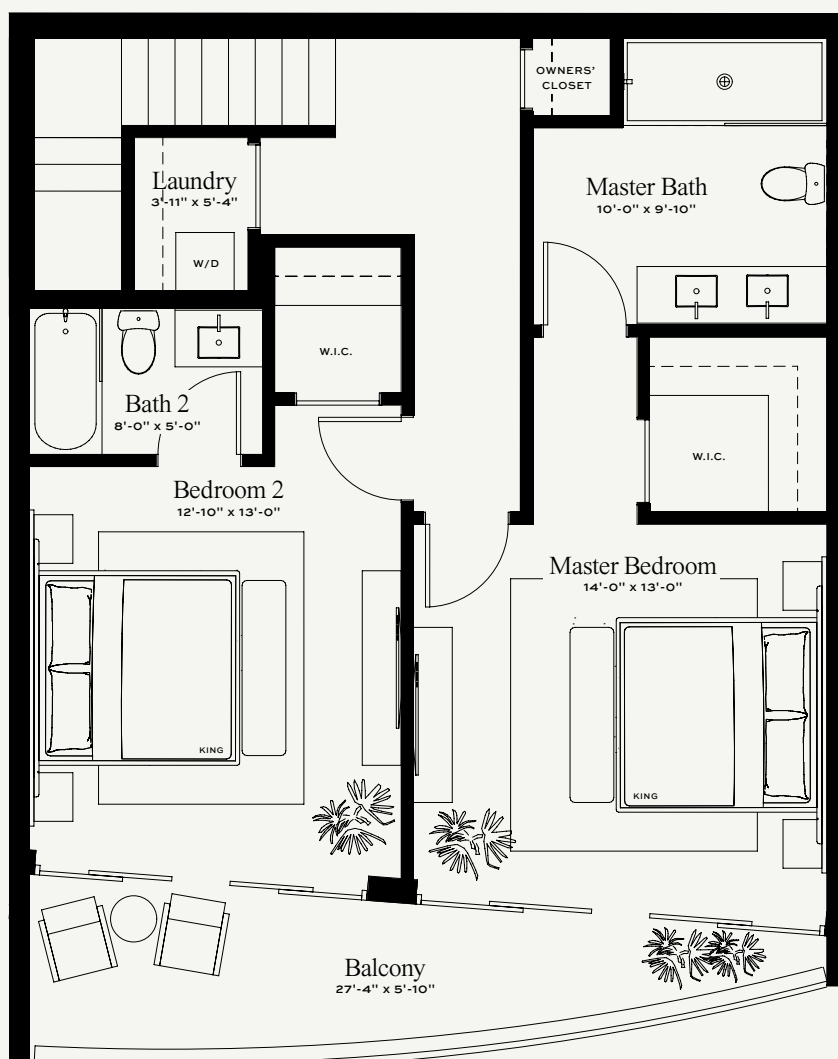 OWNERS'
CLOSET
Laundry
3'-11" x 5'-4"
Master Bath
10'-0" x 9'-10"
W/D
W.I.C.
Bath 2
8'-0" x 5'-0"
W.I.C.
Bedroom 2
12'-10" x 13'-0"
Master Bedroom
14'-0" x 13'-0"
KING
KING
Balcony
27'-4" x 5'-10"